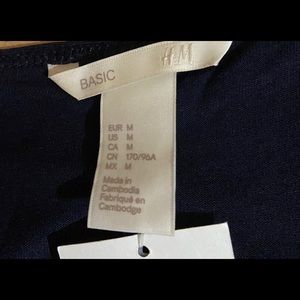 H&M
BASIC
EUR M
US M
CA M
CN 170/96A
MX M
Made in
Cambodia
Fabriqué en
Cambodge